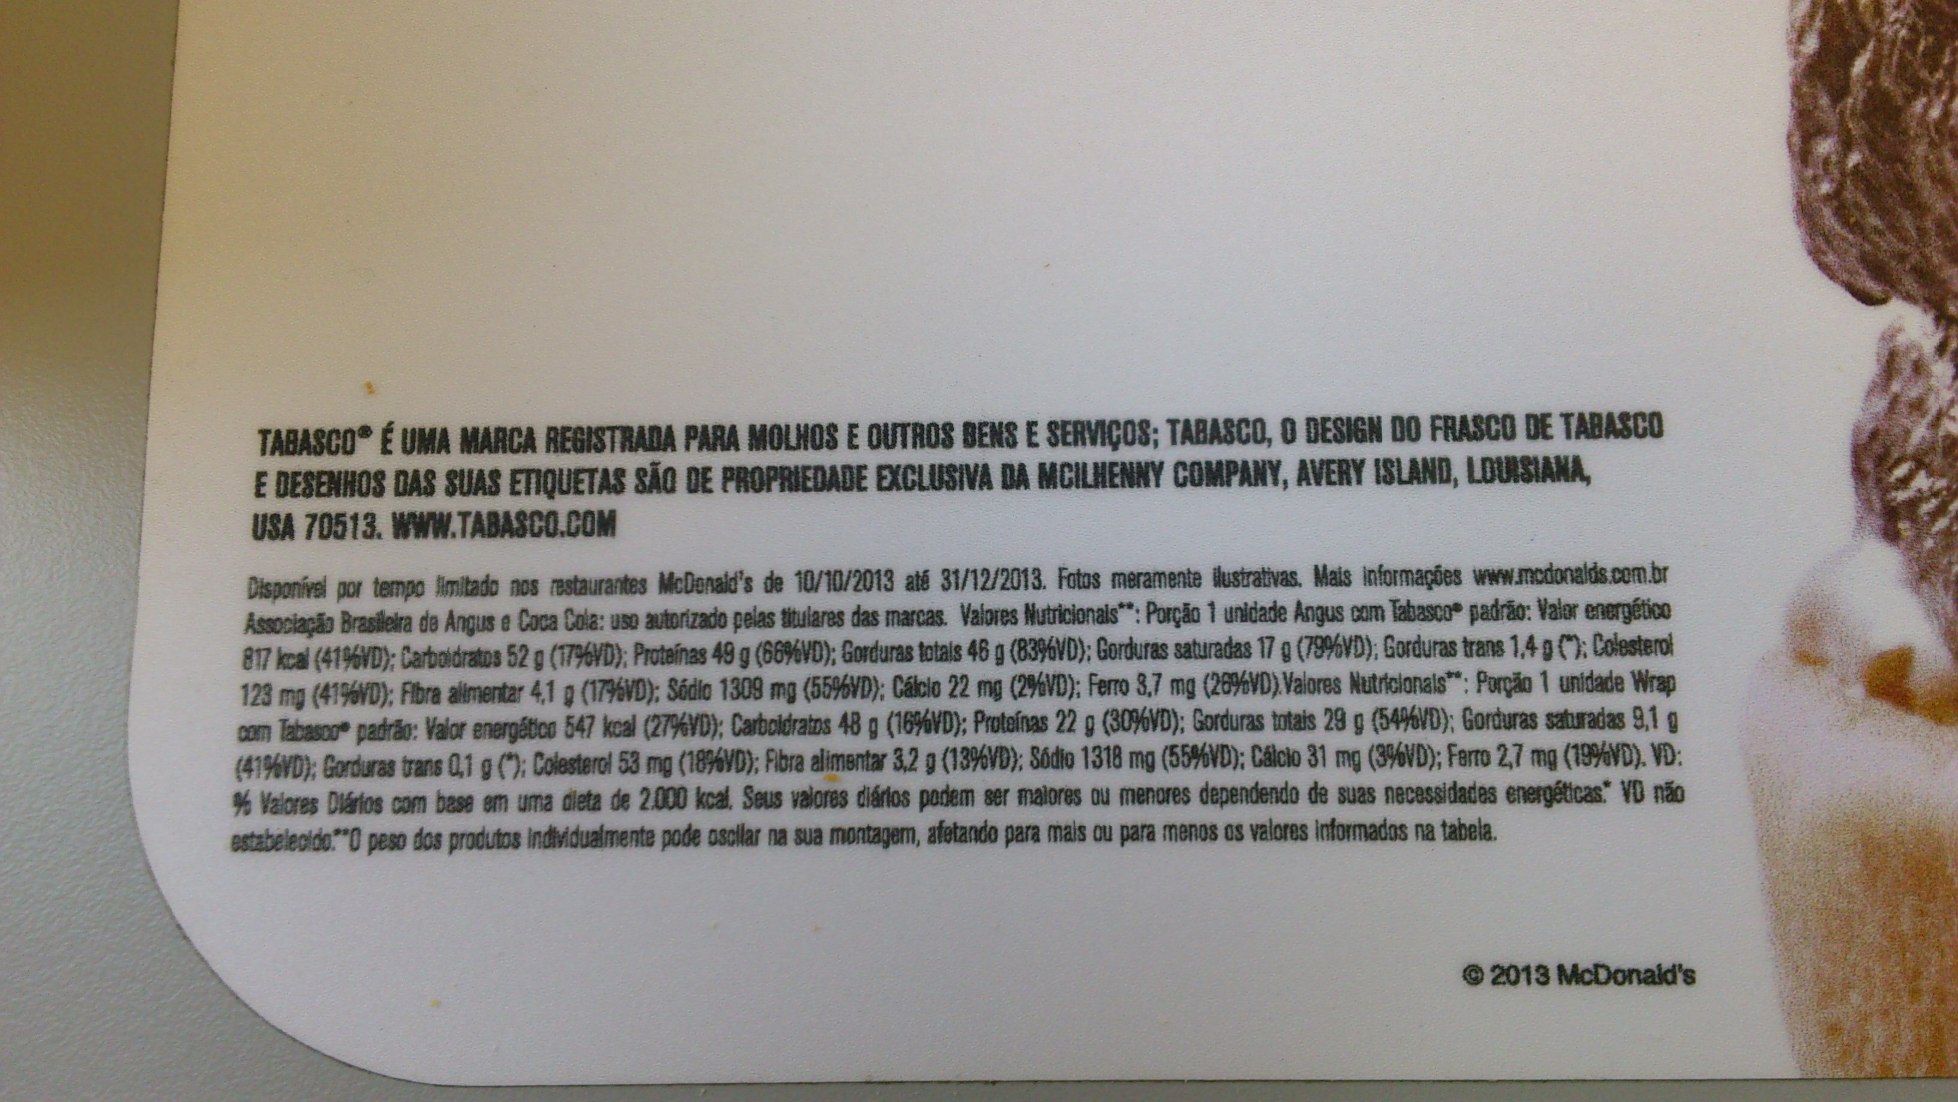 TABASCO® É UMA MARCA REGISTRADA PARA MOLHOS E OUTROS BENS E SERVIÇOS; TABASCO, O DESIGN DO FRASCO DE TABASCO
E DESENHOS DAS SUAS ETIQUETAS SÃO DE PROPRIEDADE EXCLUSIVA DA MCILHENNY COMPANY, AVERY ISLAND, LOUISIANA,
USA 70513. WWW.TABASCO.COM
Disponível por tempo limitado nos restaurantes McDonald's de 10/10/2013 até 31/12/2013. Fotos meramente ilustrativas. Mais informações www.mcdonalds.com.br
Associação Brasileira de Angus e Coca Cola: uso autorizado pelas titulares das marcas. Valores Nutricionais**: Porção 1 unidade Angus com Tabasco® padrão: Valor energético
817 kcal (41%VD); Carboidratos 52 g (17%VD); Proteínas 49 g (66%VD); Gorduras totais 46 g (83%VD); Gorduras saturadas 17 g (79%VD); Gorduras trans 1,4 g (*); Colesterol
123 mg (41%VD); Fibra alimentar 4,1 g (17%VD); Sódio 1309 mg (55%VD); Cálcio 22 mg (2%VD); Ferro 3,7 mg (26%VD).Valores Nutricionais**: Porção 1 unidade Wrap
com Tabasco® padrão: Valor energético 547 kcal (27%VD); Carboidratos 48 g (16%VD); Proteínas 22 g (30%VD); Gorduras totais 29 g (54%VD); Gorduras saturadas 9,1 g
(41%VD); Gorduras trans 0,1 g (*); Colesterol 53 mg (18%VD); Fibra alimentar 3,2 g (13%VD); Sódio 1318 mg (55%VD); Cálcio 31 mg (3%VD); Ferro 2,7 mg (19%VD). VD:
% Valores Diários com base em uma dieta de 2.000 kcal. Seus valores diários podem ser maiores ou menores dependendo de suas necessidades energéticas.* VD não
estabelecido.**O peso dos produtos individualmente pode oscilar na sua montagem, afetando para mais ou para menos os valores informados na tabela.
© 2013 McDonald's